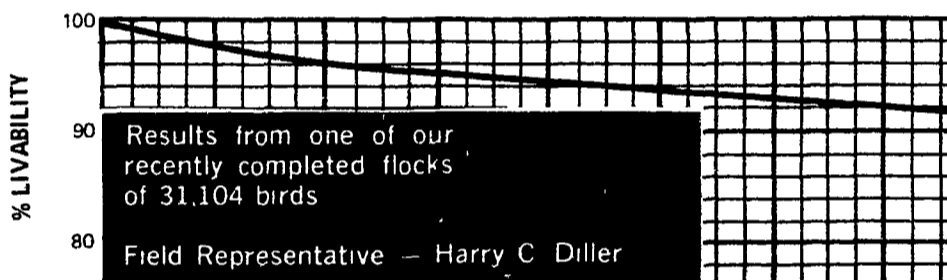 100
% LIVABILITY
90
Results from one of our
recently completed flocks
of 31,104 birds
80
Field Representative — Harry C Diller